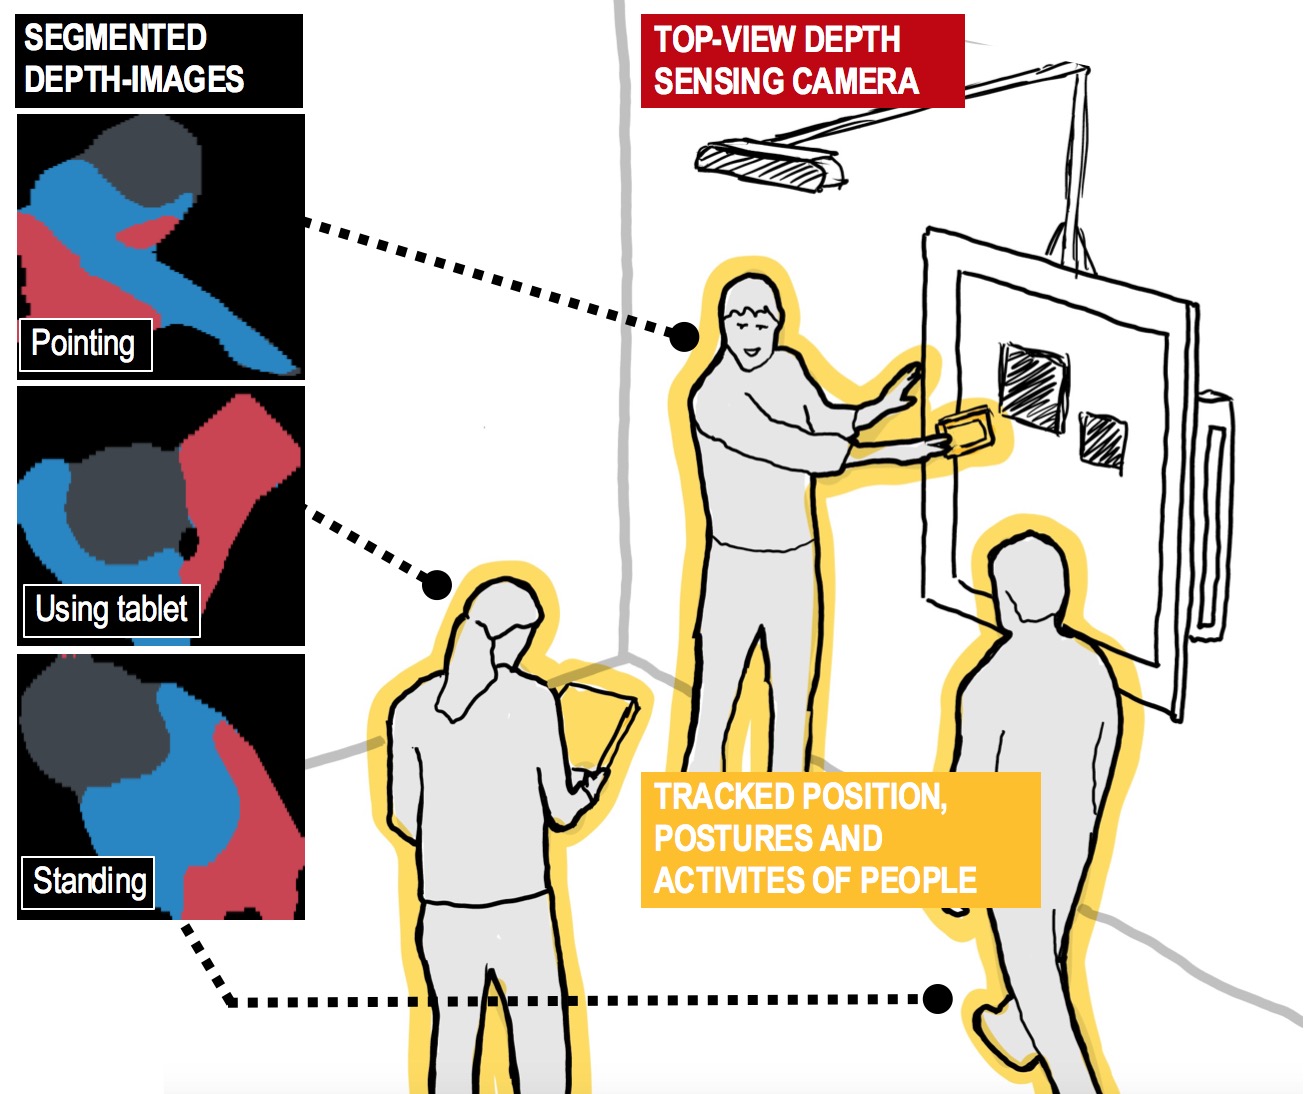 SEGMENTED
DEPTH-IMAGES
Pointing
Using tablet
Standing
TOP-VIEW DEPTH
SENSING CAMERA
TRACKED POSITION,
POSTURES AND
ACTIVITES OF PEOPLE